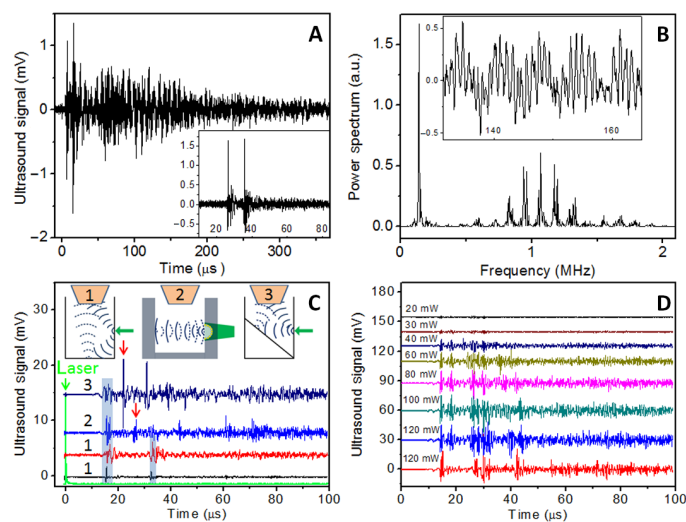 A
Ultrasound signal (mV)
1
0
-1
-2
0
100
200
300
Time (μs)
1.5
1.0
0.5
0.0
-0.5
20
40
60
80
B
Power spectrum (a.u.)
1.5
1.0
0.5
0.0
0
1
2
Frequency (MHz)
0.5
0.0
-0.5
140
160
C
Ultrasound signal (mV)
30
20
10
0
0
20
40
60
80
100
Time (μs)
1
2
3
Laser
3
2
1
1
D
Ultrasound signal (mV)
180
150
120
90
60
30
0
0
20
40
60
80
100
Time (μs)
20 mW
30 mW
40 mW
60 mW
80 mW
100 mW
120 mW
120 mW